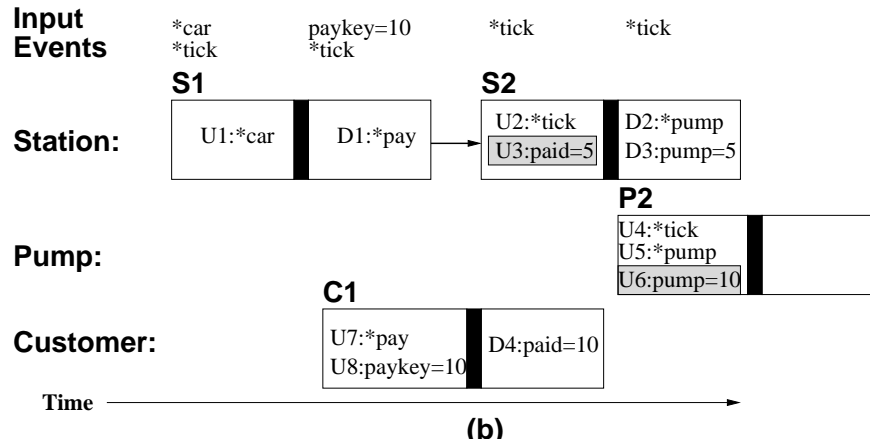 Input Events
*car paykey=10 *tick *tick
*tick *tick
S1 S2
Station:
U1:*car D1:*pay U2:*tick D2:*pump
U3:paid=5 D3:pump=5
P2
Pump:
U4:*tick
U5:*pump
U6:pump=10
C1
Customer:
U7:*pay D4:paid=10
U8:paykey=10
Time
(b)